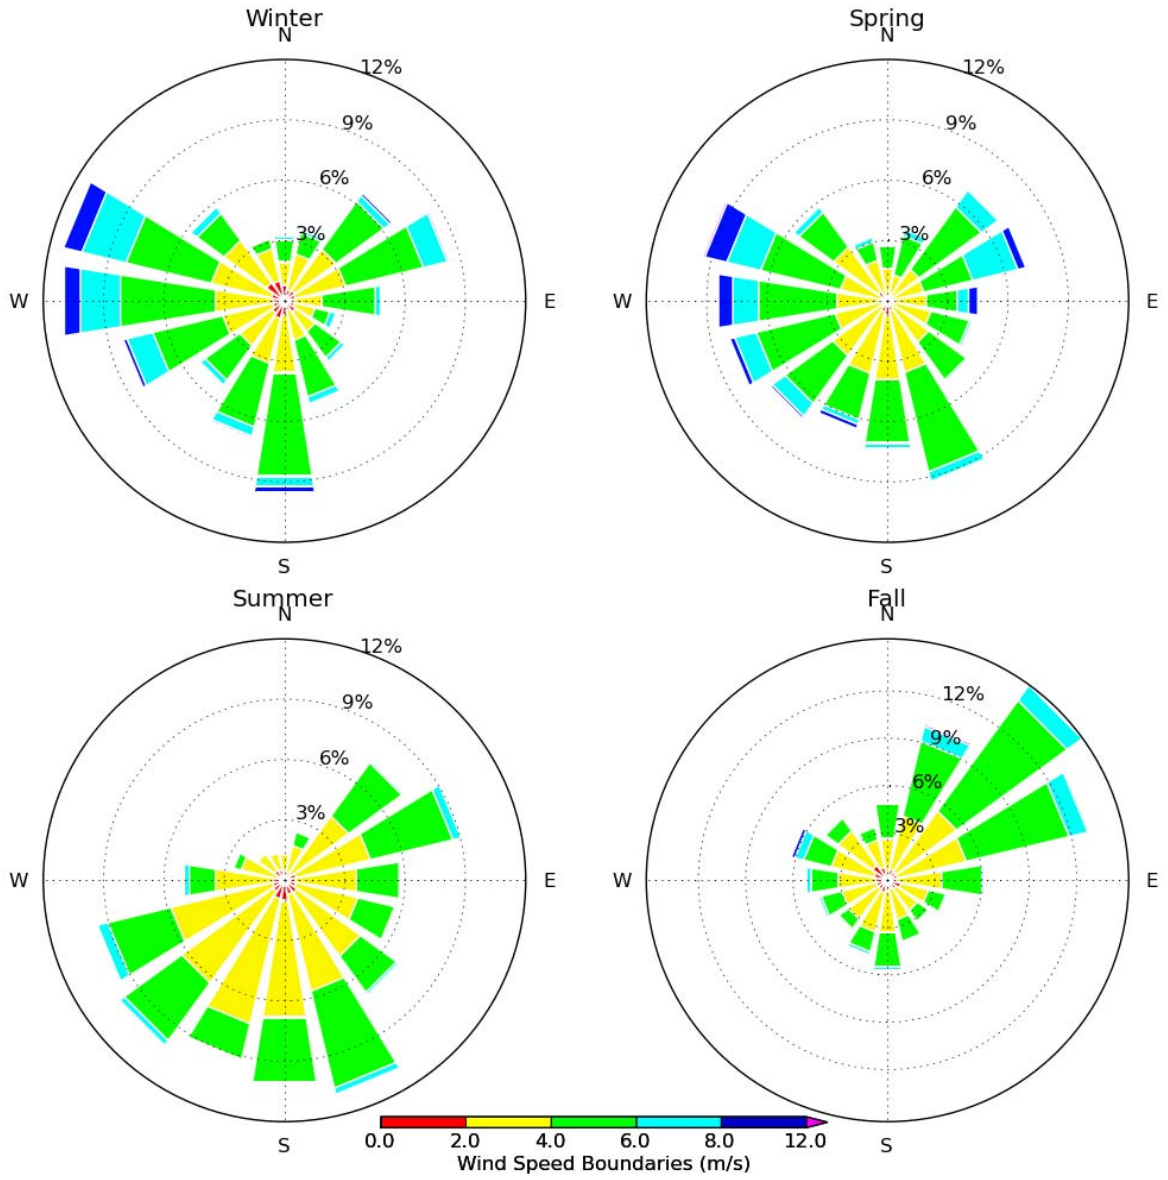 Winter
N
12%
9%
6%
3%
W
E
S
Spring
N
12%
9%
6%
3%
W
E
S
Summer
N
12%
9%
6%
3%
W
E
S
Fall
N
12%
9%
6%
3%
W
E
S
0.0 2.0 4.0 6.0 8.0 12.0
Wind Speed Boundaries (m/s)